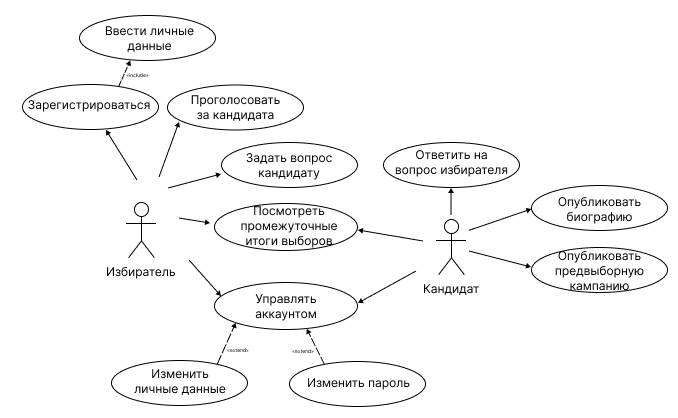 Ввести личные
данные
«include»
Зарегистрироваться
Проголосовать
за кандидата
Задать вопрос
кандидату
Ответить на
вопрос избирателя
Опубликовать
биографию
Посмотреть
промежуточные
итоги выборов
Опубликовать
предвыборную
кампанию
Избиратель
Кандидат
Управлять
аккаунтом
«extend»
«extend»
Изменить
личные данные
Изменить пароль